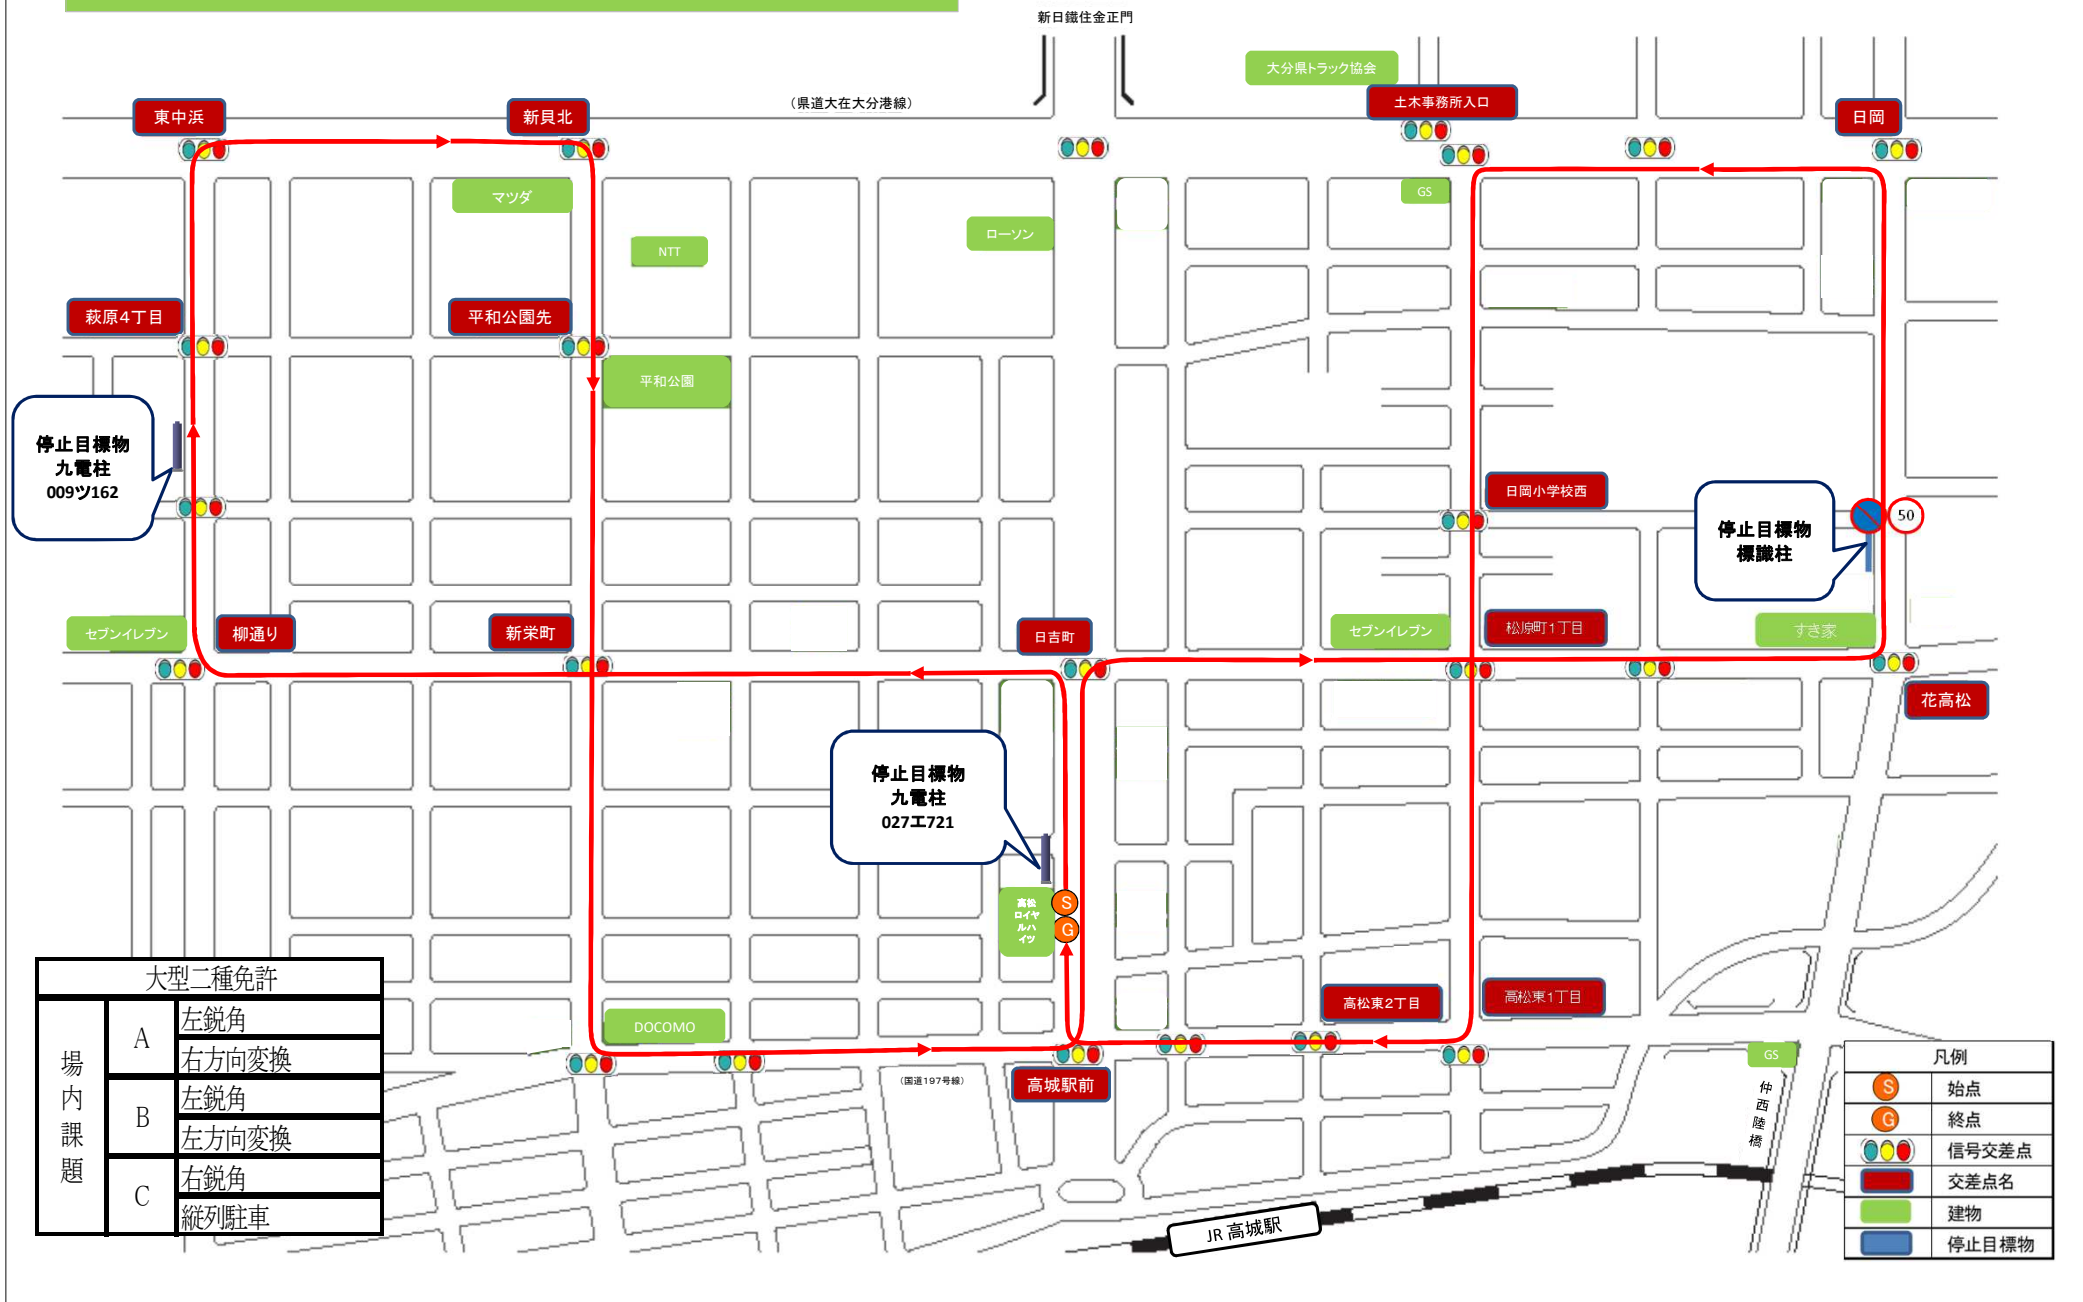 新日鐵住金正門
大分県トラック協会
(県道大在大分港線)
土木事務所入口
東中浜
新貝北
日岡
マツダ
GS
ローソン
NTT
萩原4丁目
平和公園先
平和公園
停止目標物
九電柱
009ツ162
日岡小学校西
停止目標物
標識柱
50
セブンイレブン
柳通り
新栄町
日吉町
セブンイレブン
松原町1丁目
すき家
花高松
停止目標物
九電柱
027エ721
高松
ロイヤ
ルハ
イツ
S
G
高松東2丁目
高松東1丁目
DOCOMO
(国道197号線)
高城駅前
GS
仲西陸橋
JR 高城駅
大型二種免許
場内課題
A
左鋭角
右方向変換
B
左鋭角
左方向変換
C
右鋭角
縦列駐車
凡例
S 始点
G 終点
信号交差点
交差点名
建物
停止目標物